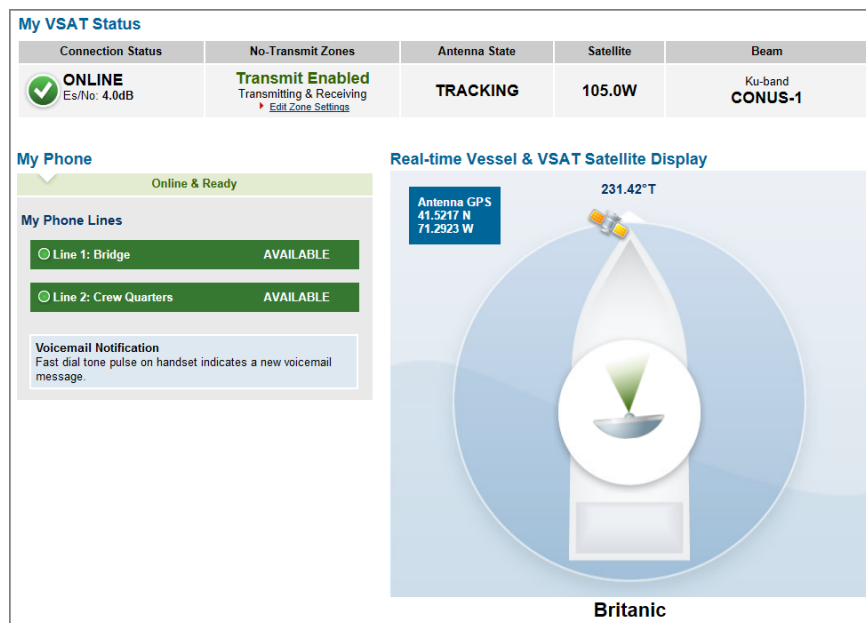 My VSAT Status
Connection Status No-Transmit Zones Antenna State Satellite Beam
ONLINE
Es/No: 4.0dB
Transmit Enabled
Transmitting & Receiving
Edit Zone Settings
TRACKING
105.0W
Ku-band
CONUS-1
My Phone
Online & Ready
My Phone Lines
Line 1: Bridge AVAILABLE
Line 2: Crew Quarters AVAILABLE
Voicemail Notification
Fast dial tone pulse on handset indicates a new voicemail
message.
Real-time Vessel & VSAT Satellite Display
231.42°T
Antenna GPS
41.5217 N
71.2923 W
Britanic